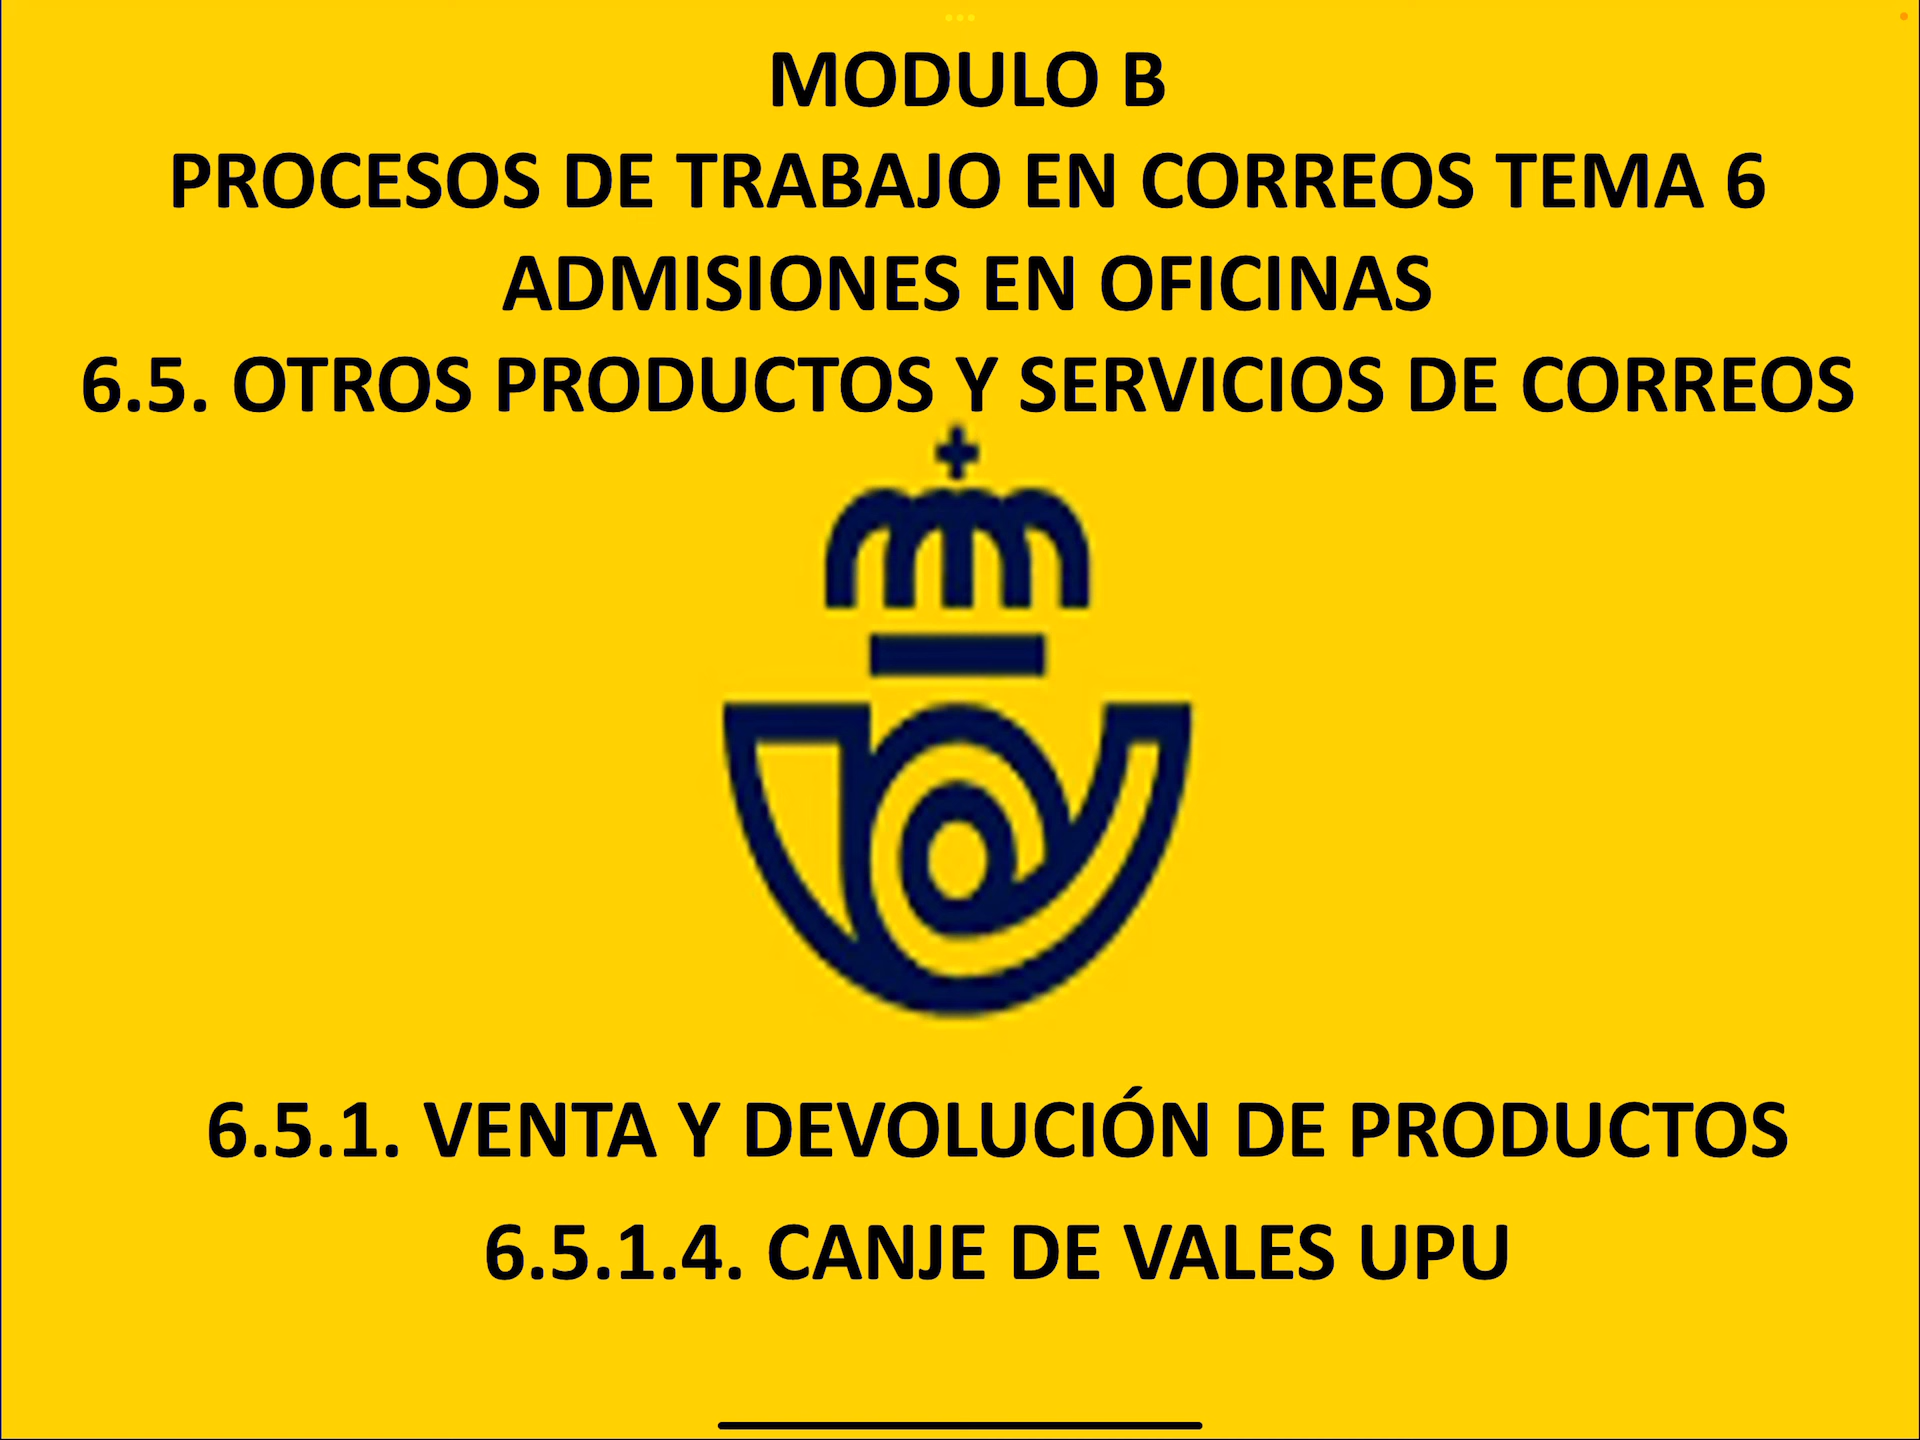 MODULO B
PROCESOS DE TRABAJO EN CORREOS TEMA 6
ADMISIONES EN OFICINAS
6.5. OTROS PRODUCTOS Y SERVICIOS DE CORREOS
6.5.1. VENTA Y DEVOLUCIÓN DE PRODUCTOS
6.5.1.4. CANJE DE VALES UPU